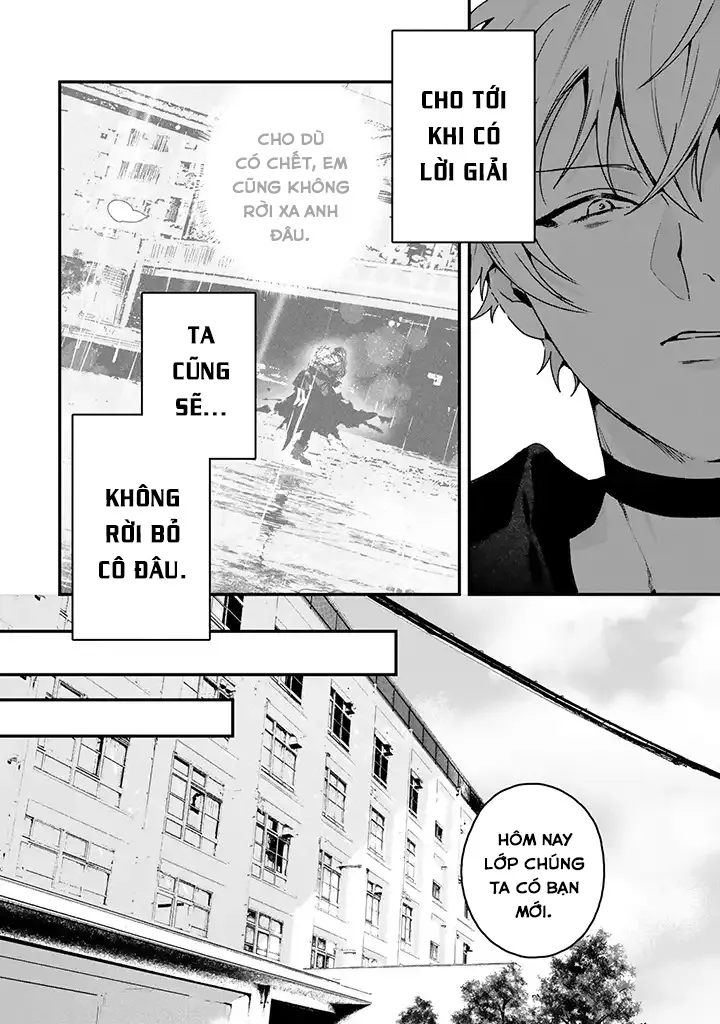 CHO TỚI
KHI CÓ
LỜI GIẢI
CHO DÙ
CÓ CHẾT, EM
CŨNG KHÔNG
RỜI XA ANH
ĐÂU.
TA
CŨNG
SẼ...
KHÔNG
RỜI BỎ
CÔ ĐÂU.
HÔM NAY
LỚP CHÚNG
TA CÓ BẠN
MỚI.